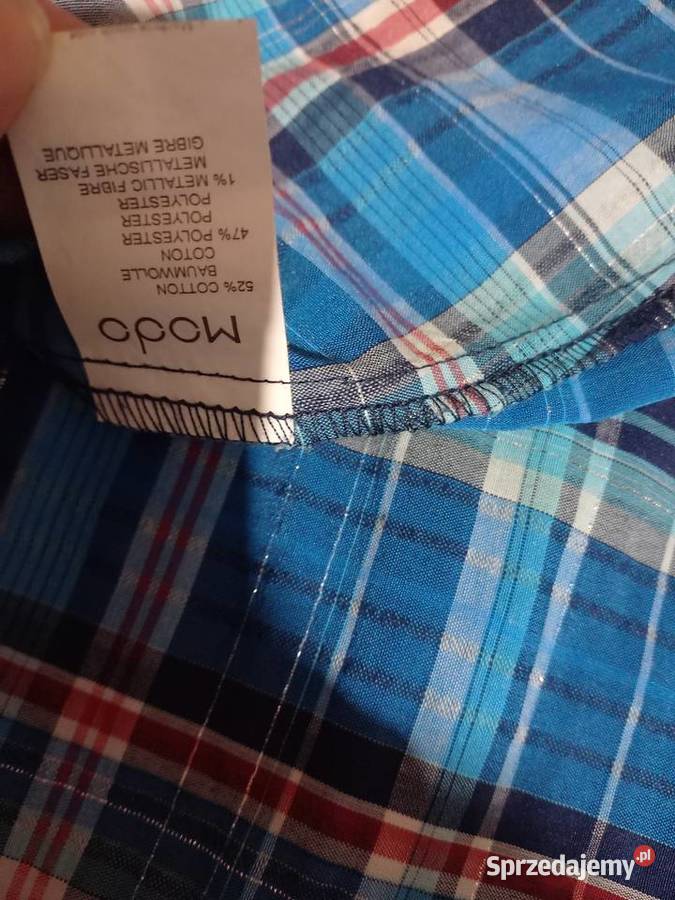 Modo
52% COTTON
BAUMWOLLE
COTON
47% POLYESTER
POLYESTER
POLYESTER
1% METALLIC FIBRE
METALLISCHE FASER
GIBRE METALLIQUE
Sprzedajemy.pl